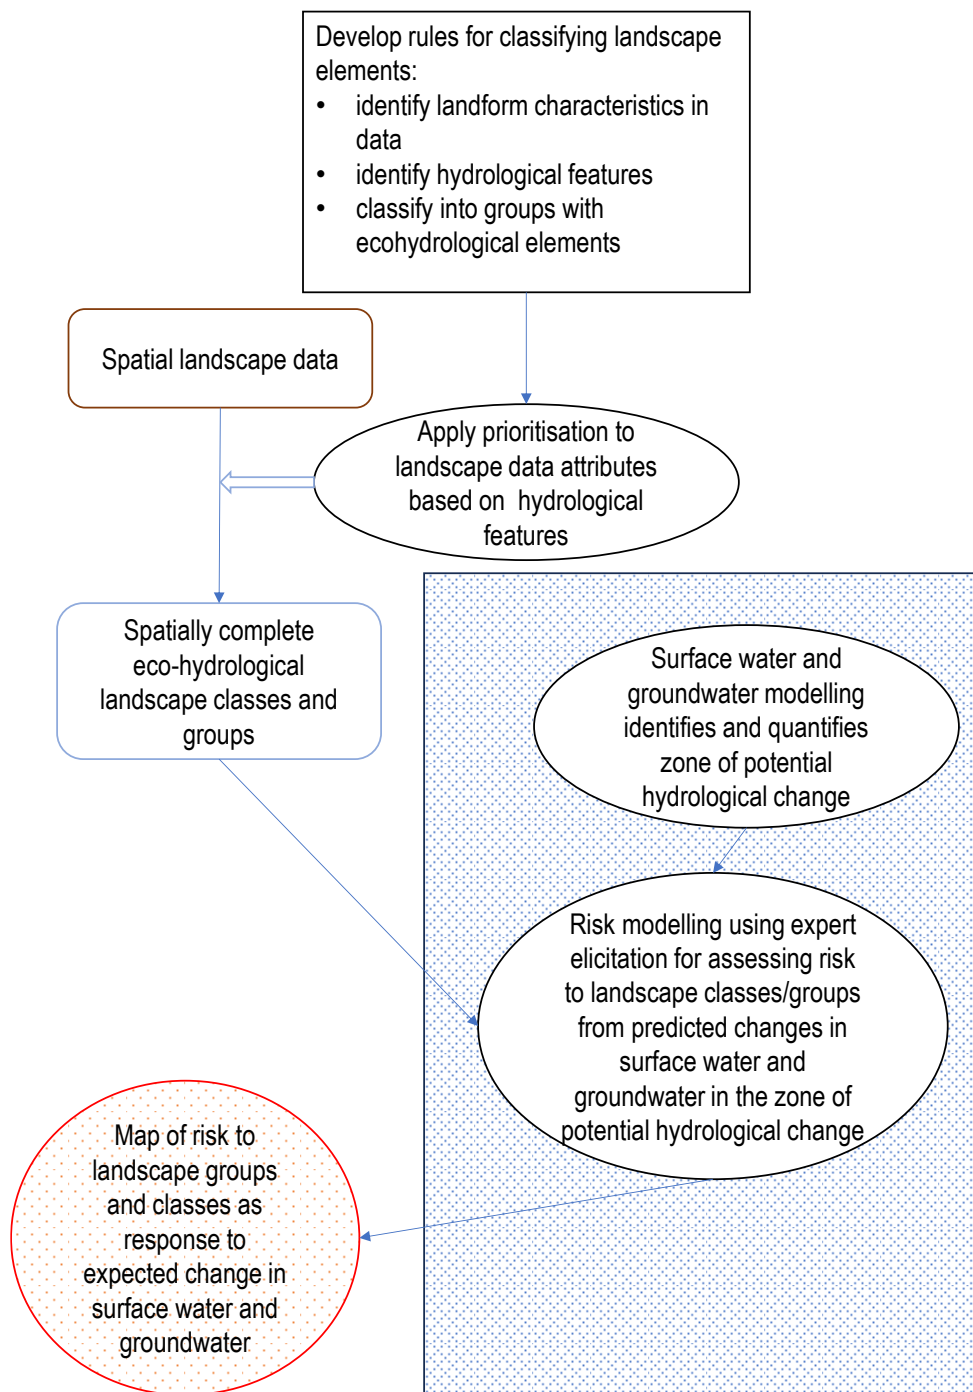 Develop rules for classifying landscape
elements:
• identify landform characteristics in
data
• identify hydrological features
• classify into groups with
ecohydrological elements
Spatial landscape data
Apply prioritisation to
landscape data attributes
based on hydrological
features
Spatially complete
eco-hydrological
landscape classes and
groups
Surface water and
groundwater modelling
identifies and quantifies
zone of potential
hydrological change
Risk modelling using expert
elicitation for assessing risk
to landscape classes/groups
from predicted changes in
surface water and
groundwater in the zone of
potential hydrological change
Map of risk to
landscape groups
and classes as
response to
expected change in
surface water and
groundwater